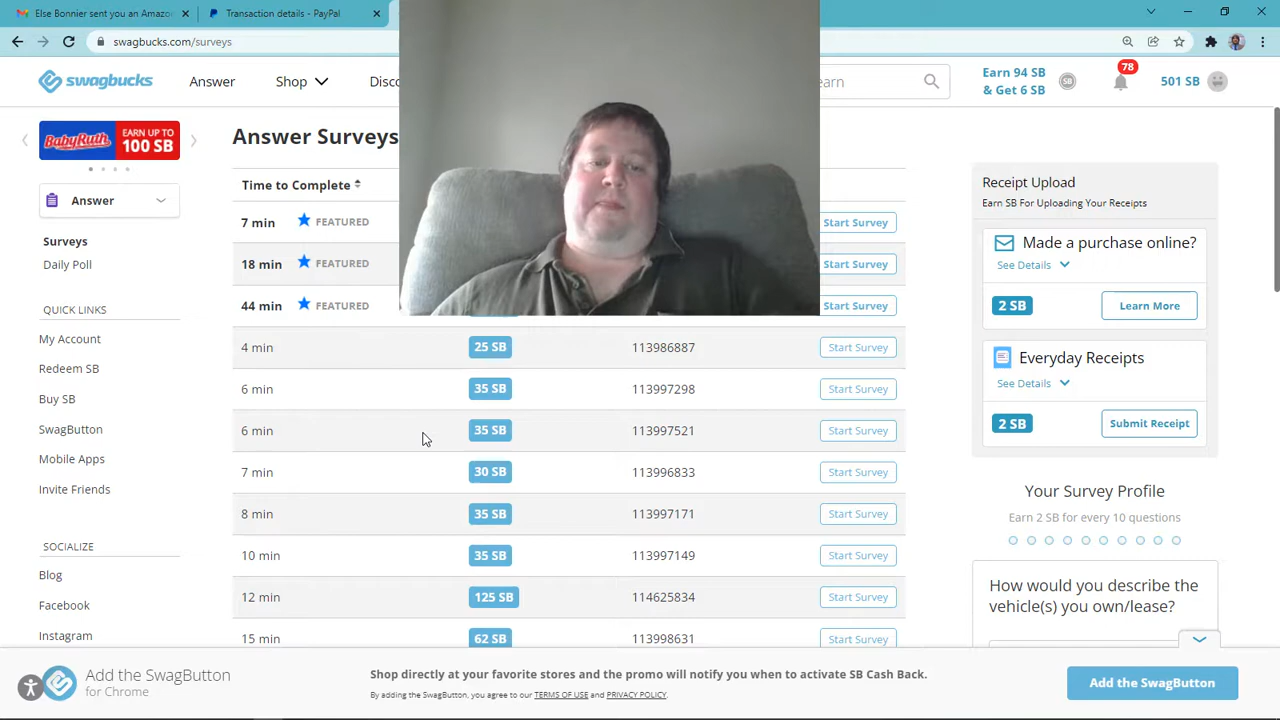 Else Bonnier sent you an Amazo
Transaction details - PayPal
swagbucks.com/surveys
swagbucks
Answer
Shop
Disco
earn
Earn 94 SB
& Get 6 SB
SB
78
501 SB
BabyRuth
EARN UP TO
100 SB
Answer
Surveys
Daily Poll
QUICK LINKS
My Account
Redeem SB
Buy SB
SwagButton
Mobile Apps
Invite Friends
SOCIALIZE
Blog
Facebook
Instagram
Answer Surveys
Time to Complete
7 min FEATURED Start Survey
18 min FEATURED Start Survey
44 min FEATURED Start Survey
4 min 25 SB 113986887 Start Survey
6 min 35 SB 113997298 Start Survey
6 min 35 SB 113997521 Start Survey
7 min 30 SB 113996833 Start Survey
8 min 35 SB 113997171 Start Survey
10 min 35 SB 113997149 Start Survey
12 min 125 SB 114625834 Start Survey
15 min 62 SB 113998631 Start Survey
Receipt Upload
Earn SB For Uploading Your Receipts
Made a purchase online?
See Details
2 SB Learn More
Everyday Receipts
See Details
2 SB Submit Receipt
Your Survey Profile
Earn 2 SB for every 10 questions
How would you describe the
vehicle(s) you own/lease?
Add the SwagButton
for Chrome
Shop directly at your favorite stores and the promo will notify you when to activate SB Cash Back.
By adding the SwagButton, you agree to our TERMS OF USE and PRIVACY POLICY.
Add the SwagButton